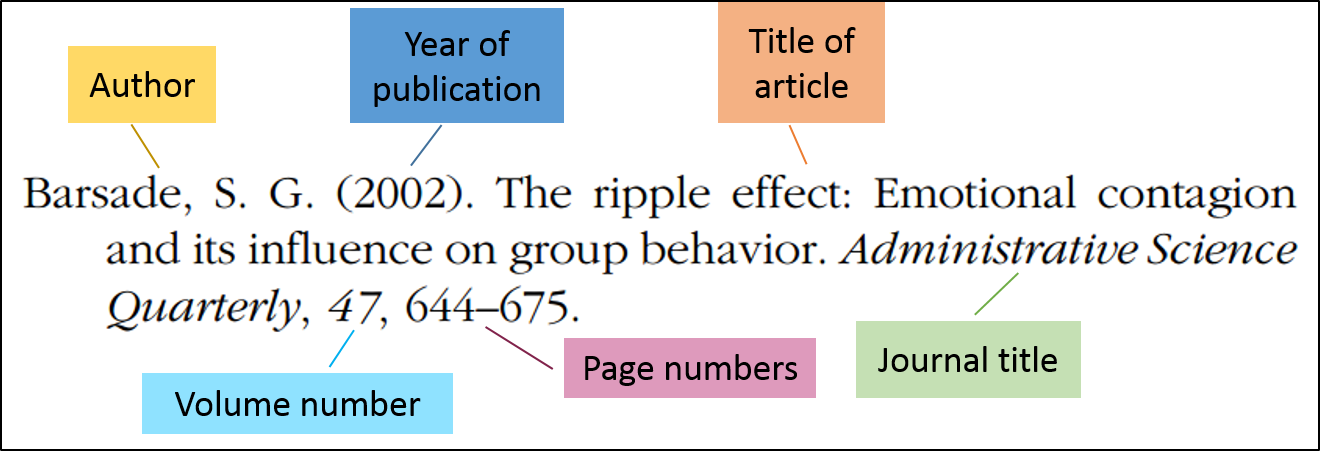 Author
Year of
publication
Title of
article
Barsade, S. G. (2002). The ripple effect: Emotional contagion
and its influence on group behavior. Administrative Science
Quarterly, 47, 644–675.
Volume number
Page numbers
Journal title